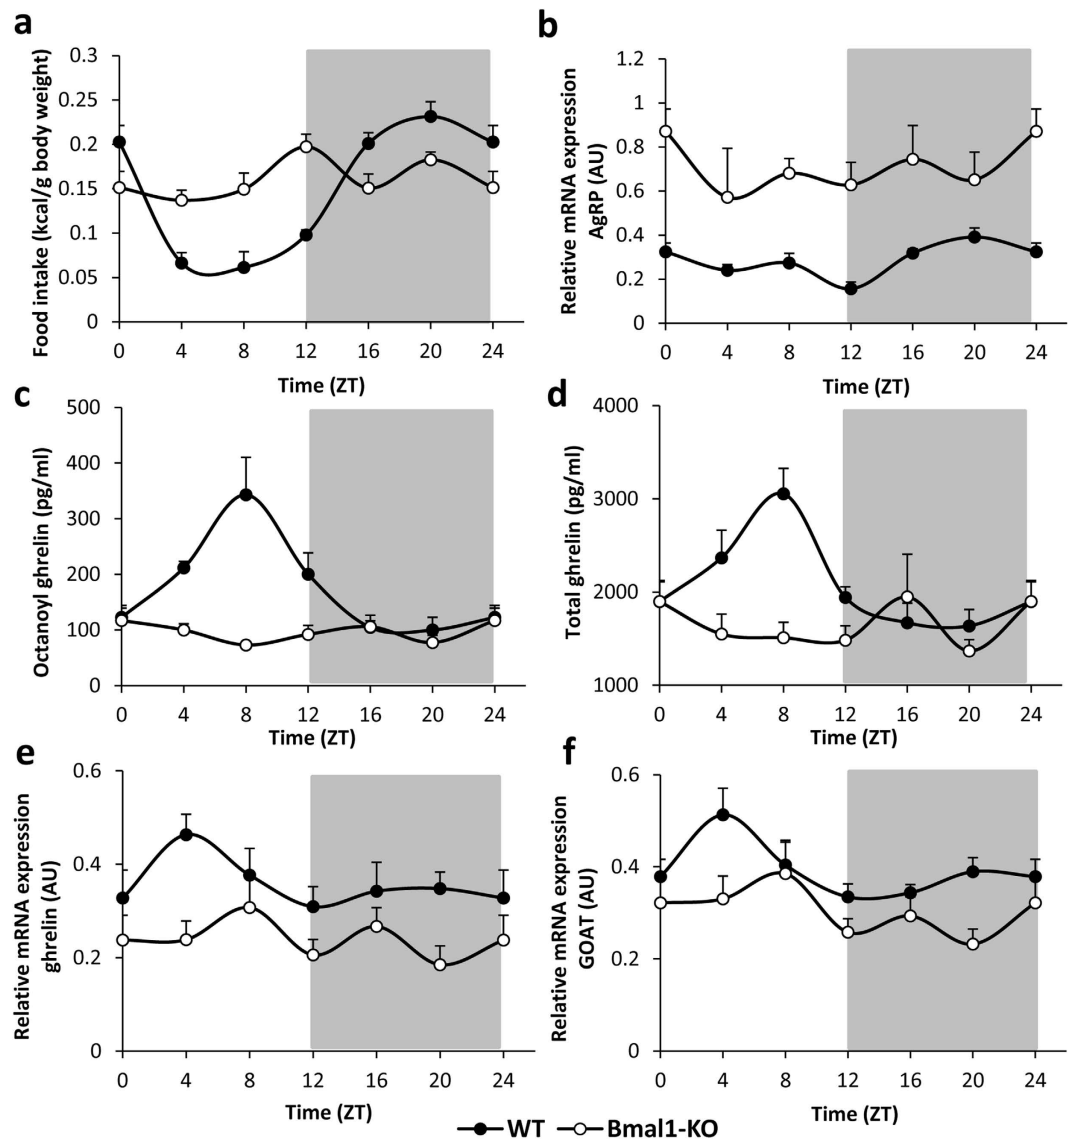 a
Food intake (kcal/g body weight)
0.3
0.25
0.2
0.15
0.1
0.05
0
0 4 8 12 16 20 24
Time (ZT)
b
Relative mRNA expression
AgRP (AU)
1.2
1
0.8
0.6
0.4
0.2
0
0 4 8 12 16 20 24
Time (ZT)
c
Octanoyl ghrelin (pg/ml)
500
400
300
200
100
0
0 4 8 12 16 20 24
Time (ZT)
d
Total ghrelin (pg/ml)
4000
3000
2000
1000
0 4 8 12 16 20 24
Time (ZT)
e
Relative mRNA expression
ghrelin (AU)
0.6
0.4
0.2
0
0 4 8 12 16 20 24
Time (ZT)
f
Relative mRNA expression
GOAT (AU)
0.6
0.4
0.2
0
0 4 8 12 16 20 24
Time (ZT)
WT Bmal1-KO